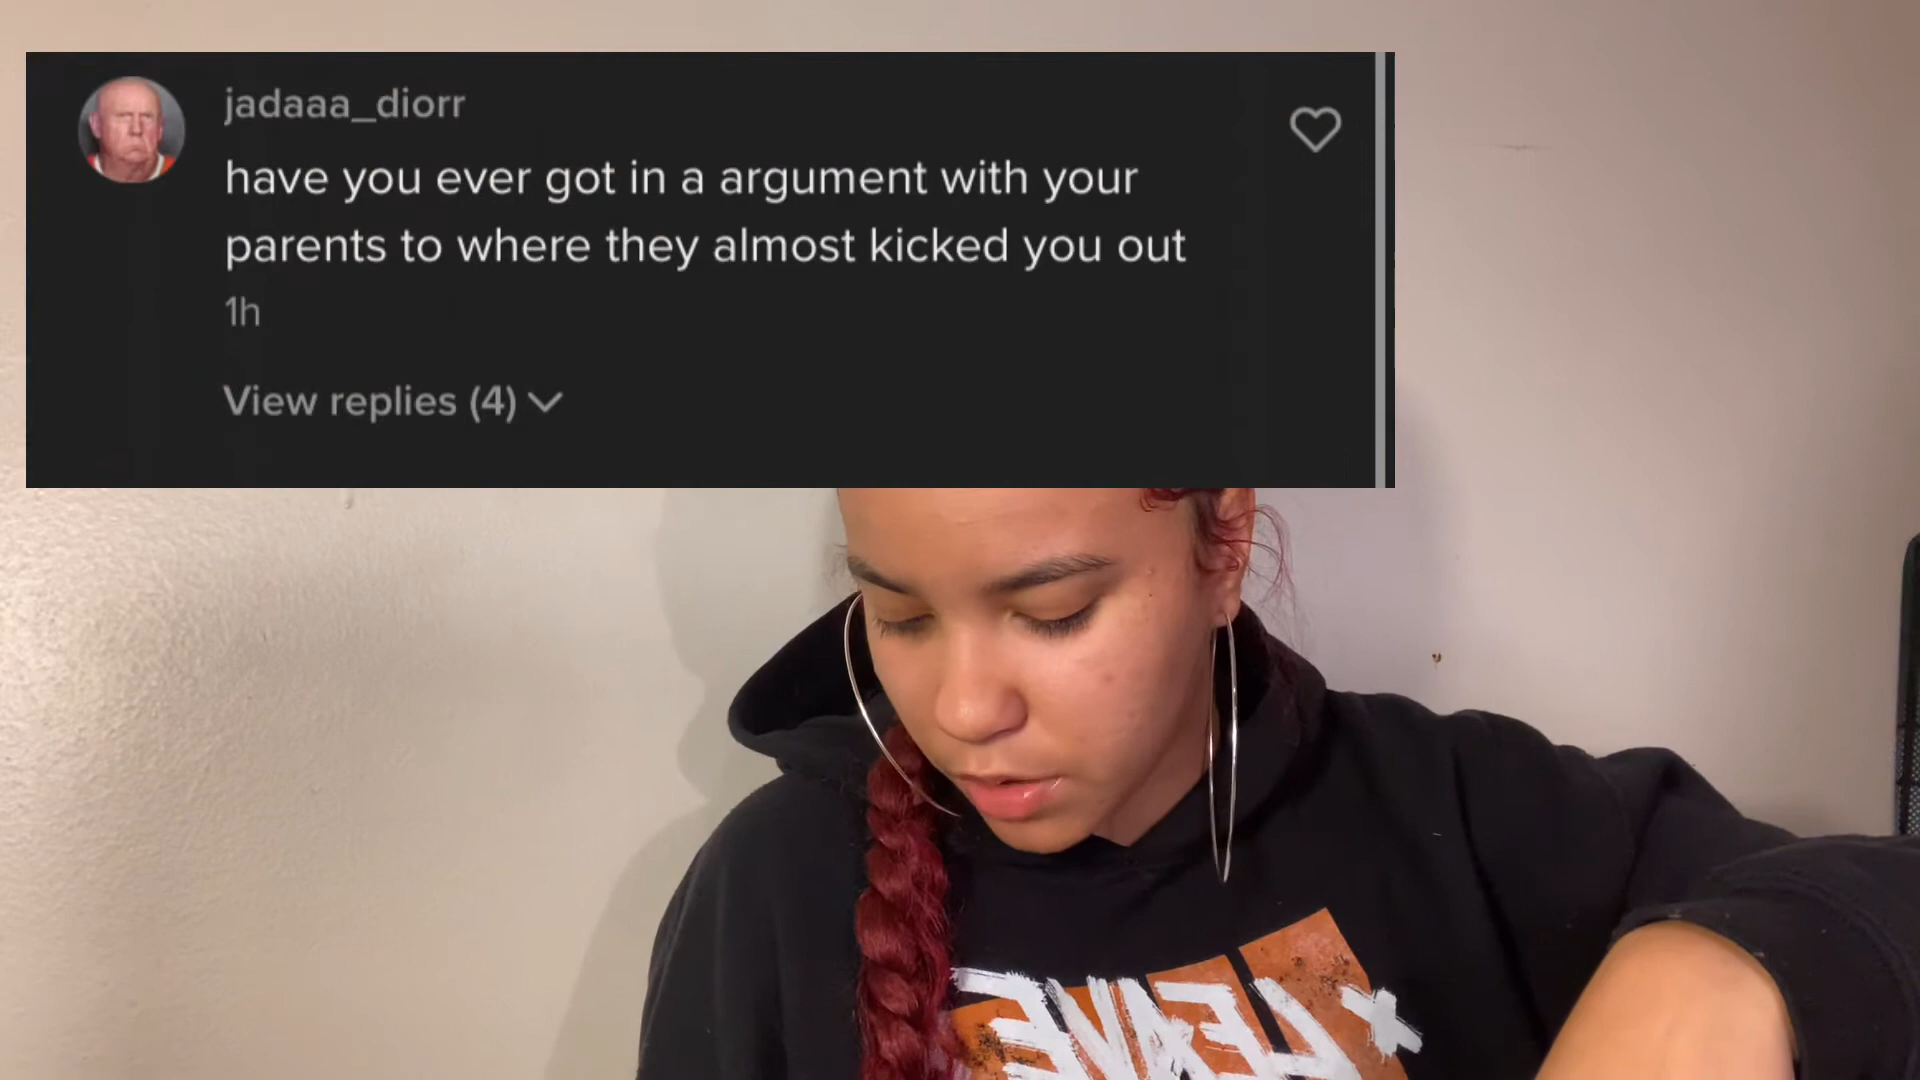 jadaaa_diorr
have you ever got in a argument with your
parents to where they almost kicked you out
1h
View replies (4)
LEAVE